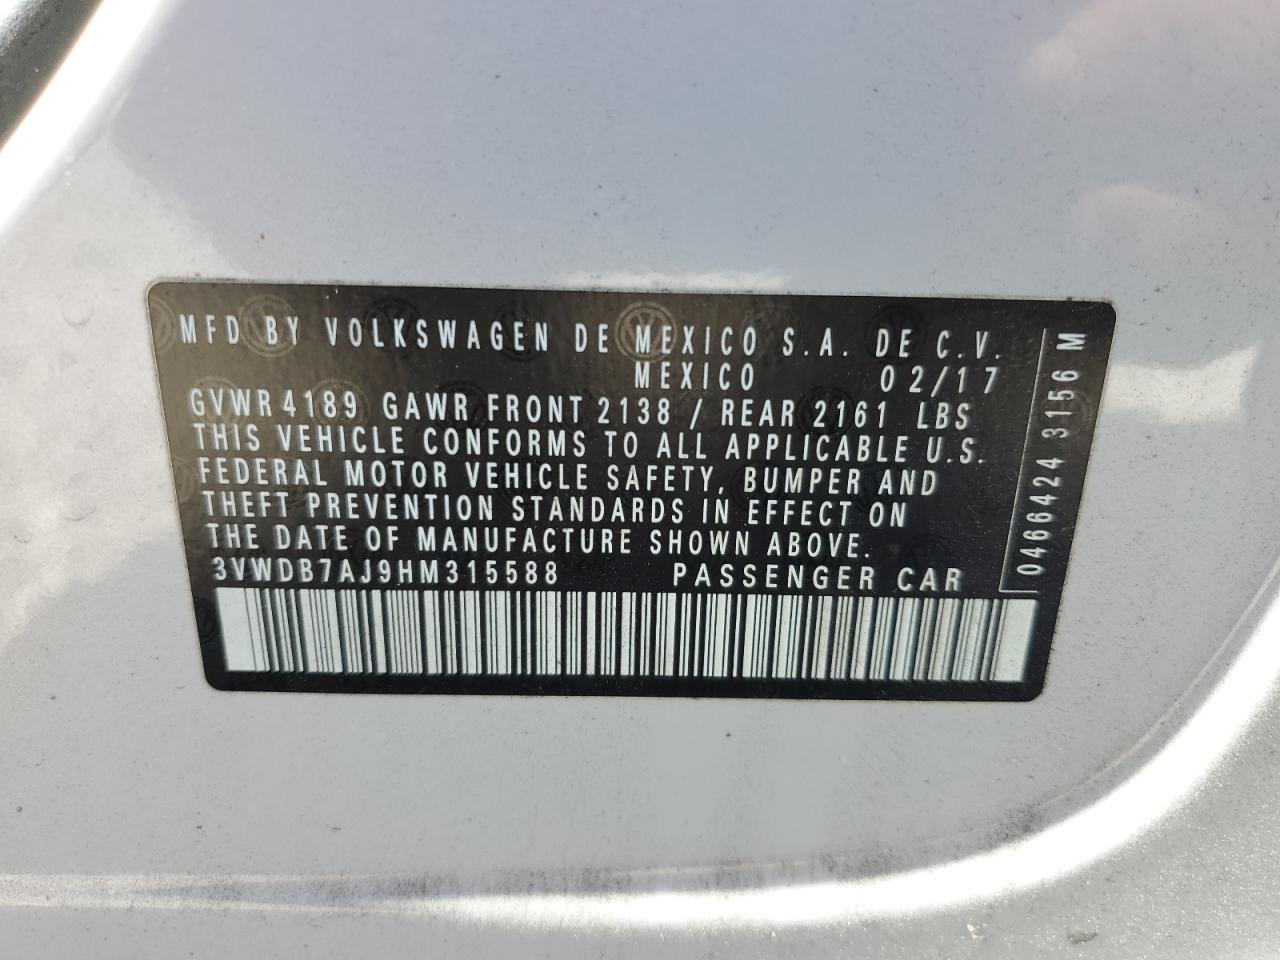 MFD BY VOLKSWAGEN DE MEXICO S.A. DE C.V.
MEXICO 02/17
GVWR 4189 GAWR FRONT 2138 / REAR 2161 LBS
THIS VEHICLE CONFORMS TO ALL APPLICABLE U.S.
FEDERAL MOTOR VEHICLE SAFETY, BUMPER AND
THEFT PREVENTION STANDARDS IN EFFECT ON
THE DATE OF MANUFACTURE SHOWN ABOVE.
3VWDB7AJ9HM315588 PASSENGER CAR
0466424 3156 M